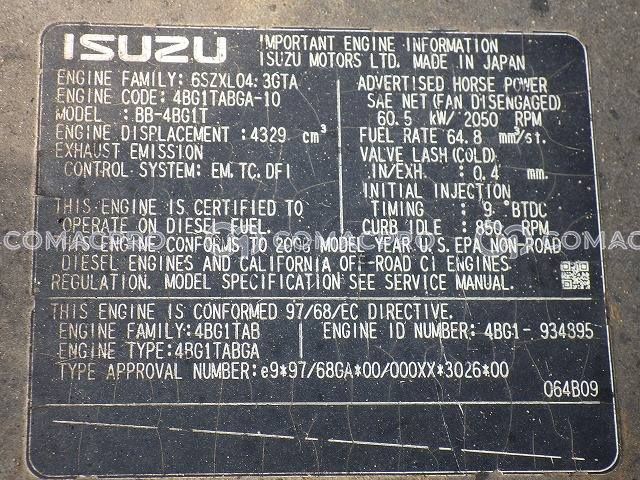 ISUZU
IMPORTANT ENGINE INFORMATION
ISUZU MOTORS LTD. MADE IN JAPAN
ENGINE FAMILY: 6SZXL04.3GTA
ENGINE CODE: 4BG1TABGA-10
MODEL : BB-4BG1T
ENGINE DISPLACEMENT: 4329 cm³
EXHAUST EMISSION
CONTROL SYSTEM: EM,TC,DFI
THIS ENGINE IS CERTIFIED TO
OPERATE ON DIESEL FUEL.
ADVERTISED HORSE POWER
SAE NET (FAN DISENGAGED)
60.5 kW/ 2050 RPM
FUEL RATE 64.8 mm³/st.
VALVE LASH (COLD)
IN/EXH. : 0.4 mm.
INITIAL INJECTION
TIMING : 9 °BTDC
CURB IDLE : 850 RPM
THIS ENGINE CONFORMS TO 2006 MODEL YEAR U.S. EPA NON-ROAD
DIESEL ENGINES AND CALIFORNIA OFF-ROAD CI ENGINES
REGULATION. MODEL SPECIFICATION SEE SERVICE MANUAL.
THIS ENGINE IS CONFORMED 97/68/EC DIRECTIVE.
ENGINE FAMILY:4BG1TAB ENGINE ID NUMBER: 4BG1- 934895
ENGINE TYPE:4BG1TABGA
TYPE APPROVAL NUMBER:e9*97/68GA*00/000XX*3026*00
064B09